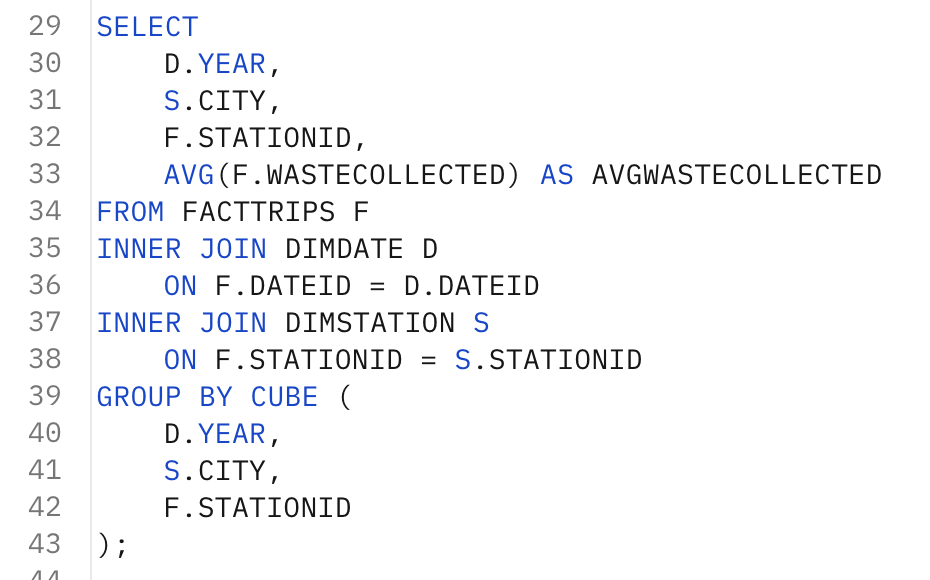 29 SELECT
30     D.YEAR,
31     S.CITY,
32     F.STATIONID,
33     AVG(F.WASTECOLLECTED) AS AVGWASTECOLLECTED
34 FROM FACTTRIPS F
35 INNER JOIN DIMDATE D
36     ON F.DATEID = D.DATEID
37 INNER JOIN DIMSTATION S
38     ON F.STATIONID = S.STATIONID
39 GROUP BY CUBE (
40     D.YEAR,
41     S.CITY,
42     F.STATIONID
43 );
44